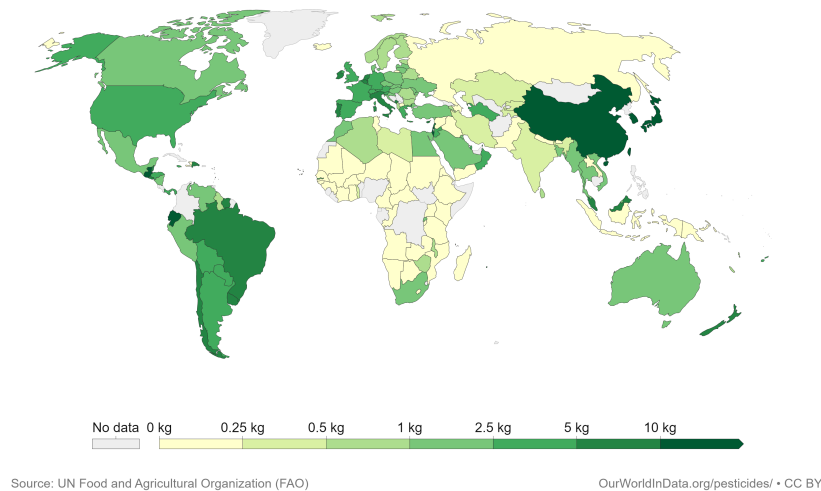 No data 0 kg 0.25 kg 0.5 kg 1 kg 2.5 kg 5 kg 10 kg
Source: UN Food and Agricultural Organization (FAO) OurWorldInData.org/pesticides/ • CC BY